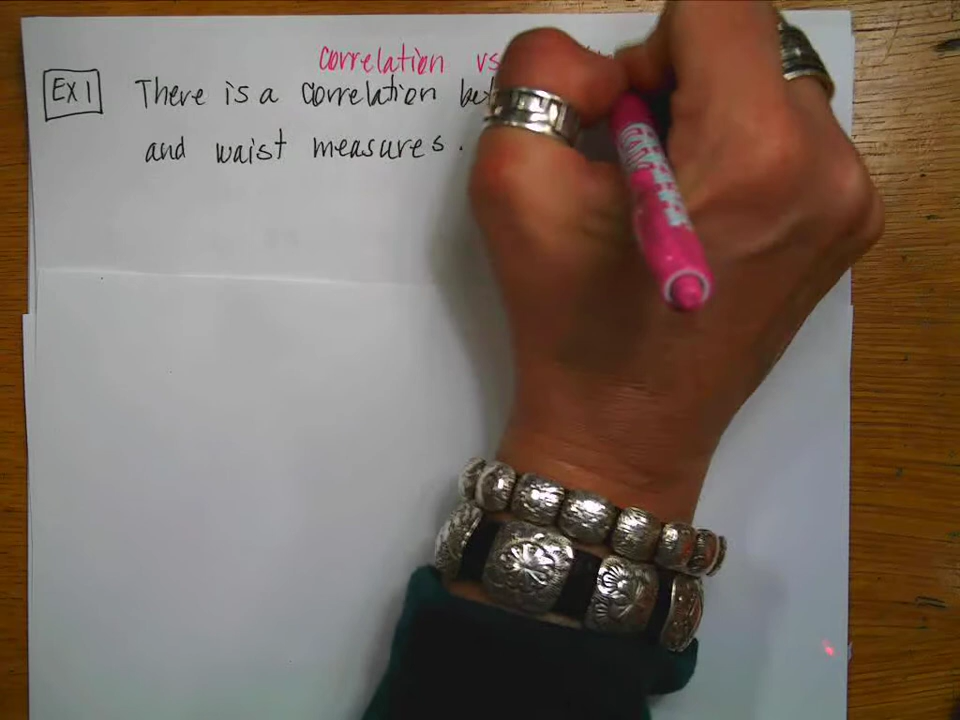 correlation vs
EX 1 There is a correlation
and waist measures.